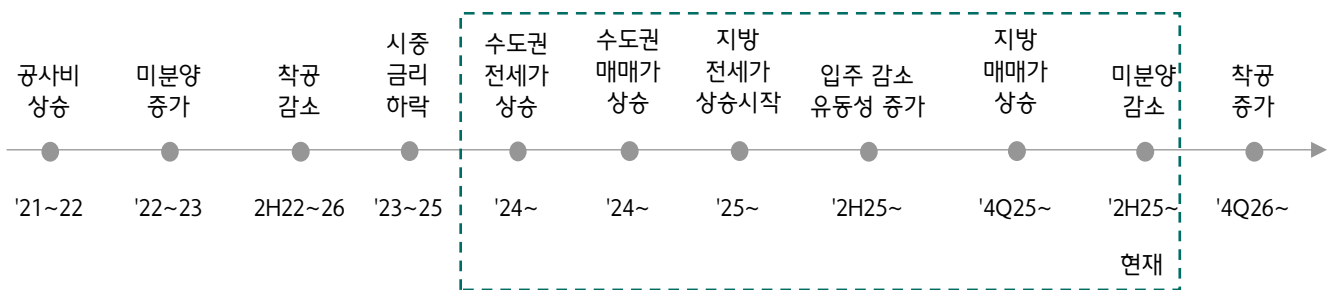 공사비
상승
미분양
증가
착공
감소
시중
금리
하락
수도권
전세가
상승
수도권
매매가
상승
지방
전세가
상승시작
입주 감소
유동성 증가
지방
매매가
상승
미분양
감소
착공
증가
'21~22
'22~23
2H22~26
'23~25
'24~
'24~
'25~
'2H25~
'4Q25~
'2H25~
'4Q26~
현재